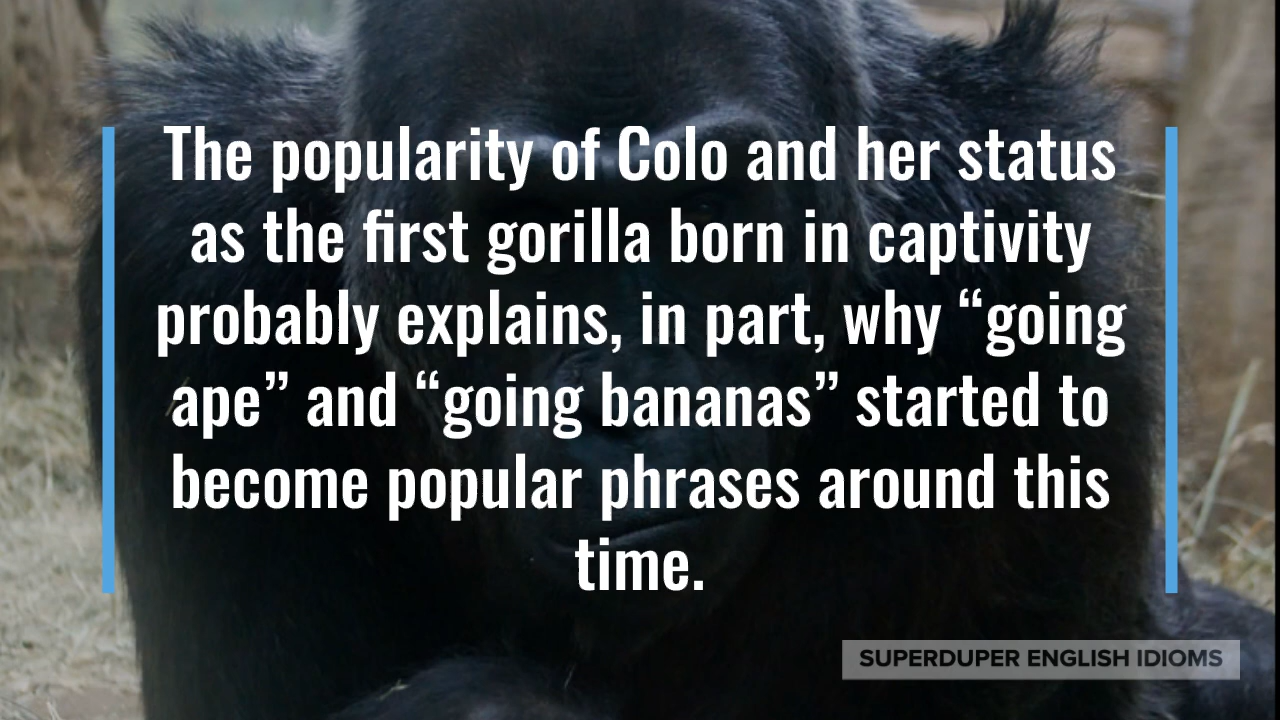 The popularity of Colo and her status
as the first gorilla born in captivity
probably explains, in part, why “going
ape” and “going bananas” started to
become popular phrases around this
time.
SUPERDUPER ENGLISH IDIOMS